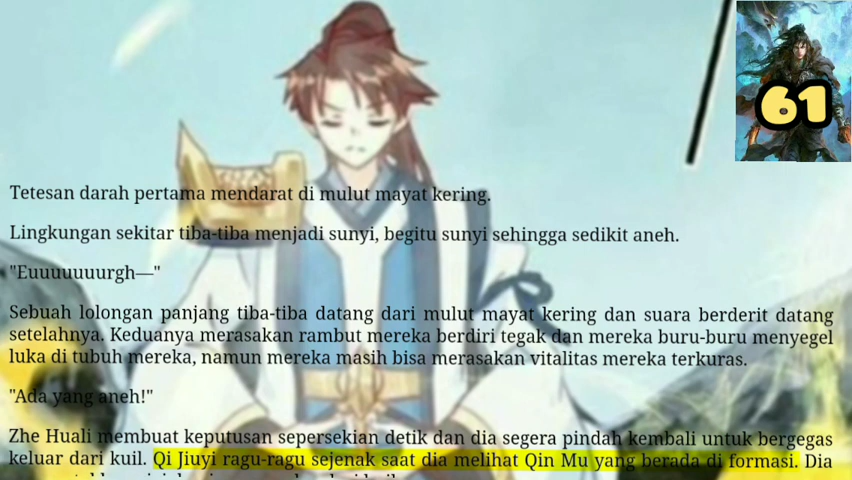 61
Tetesan darah pertama mendarat di mulut mayat kering.
Lingkungan sekitar tiba-tiba menjadi sunyi, begitu sunyi sehingga sedikit aneh.
"Euuuuuuurgh—"
Sebuah lolongan panjang tiba-tiba datang dari mulut mayat kering dan suara berderit datang
setelahnya. Keduanya merasakan rambut mereka berdiri tegak dan mereka buru-buru menyegel
luka di tubuh mereka, namun mereka masih bisa merasakan vitalitas mereka terkuras.
"Ada yang aneh!"
Zhe Huali membuat keputusan sepersekian detik dan dia segera pindah kembali untuk bergegas
keluar dari kuil. Qi Jiuyi ragu-ragu sejenak saat dia melihat Qin Mu yang berada di formasi. Dia